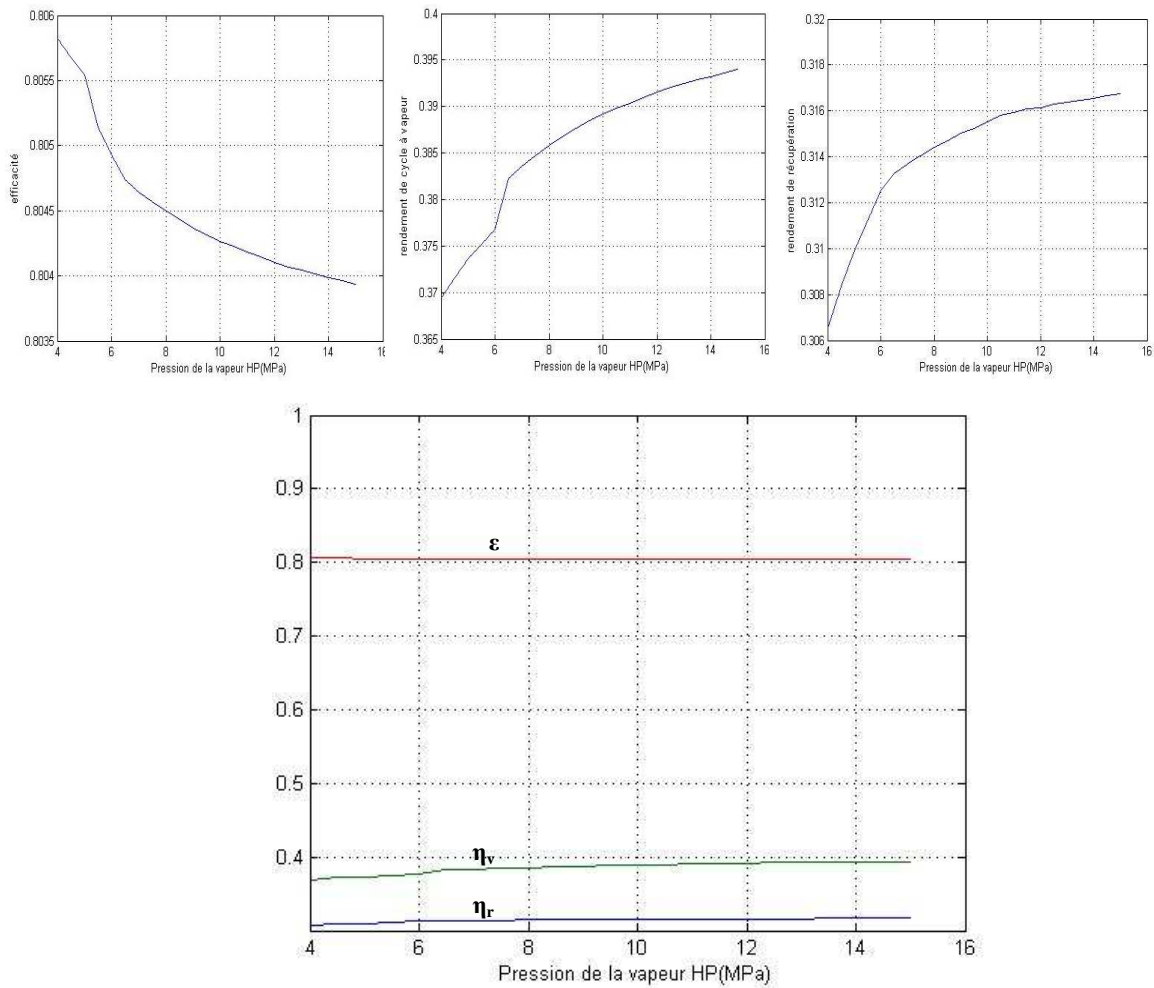 0.806
0.8055
0.805
0.8045
0.804
0.8035
efficacité
4 6 8 10 12 14 16
Pression de la vapeur HP(MPa)
0.4
0.395
0.39
0.385
0.38
0.375
0.37
0.365
rendement de cycle à vapeur
4 6 8 10 12 14 16
Pression de la vapeur HP(MPa)
0.32
0.318
0.316
0.314
0.312
0.31
0.308
0.306
rendement de récupération
4 6 8 10 12 14 16
Pression de la vapeur HP(MPa)
1
0.9
0.8
0.7
0.6
0.5
0.4
ε
ηv
ηr
4 6 8 10 12 14 16
Pression de la vapeur HP(MPa)